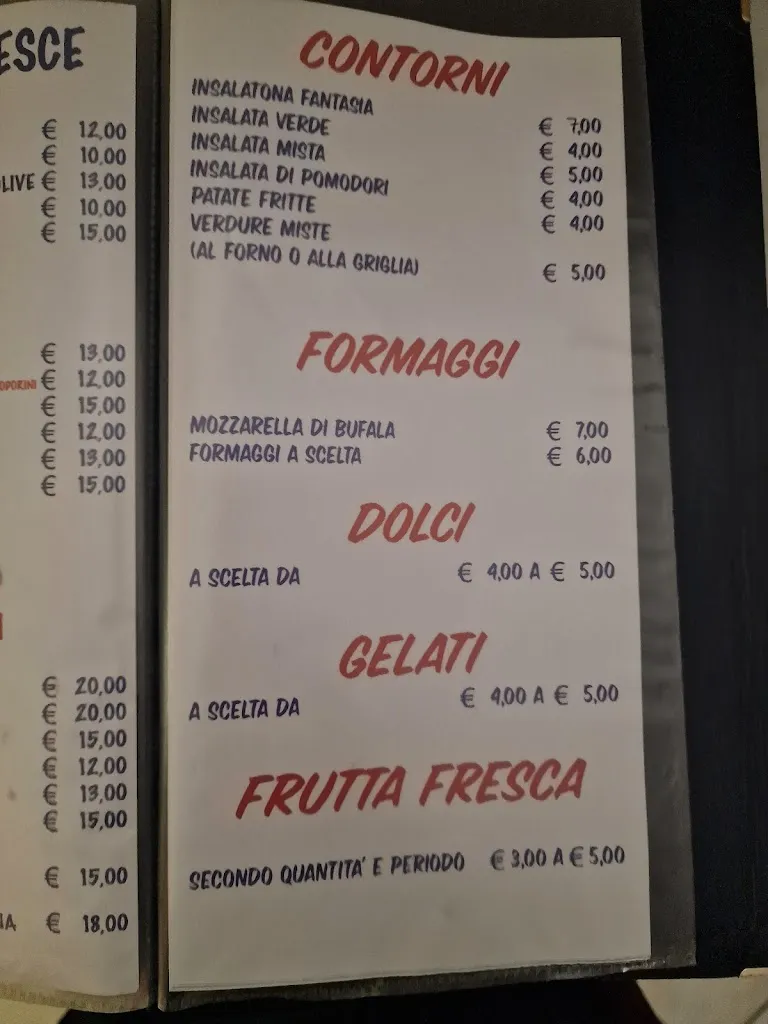 ESCE
€ 12,00
€ 10,00
LIVE € 13,00
€ 10,00
€ 15,00
€ 13,00
OPORINI € 12,00
€ 15,00
€ 12,00
€ 13,00
€ 15,00
€ 20,00
€ 20,00
€ 15,00
€ 12,00
€ 13,00
€ 15,00
€ 15,00
€ 18,00
CONTORNI
INSALATONA FANTASIA € 7,00
INSALATA VERDE € 4,00
INSALATA MISTA € 5,00
INSALATA DI POMODORI € 4,00
PATATE FRITTE € 4,00
VERDURE MISTE
(AL FORNO O ALLA GRIGLIA) € 5,00
FORMAGGI
MOZZARELLA DI BUFALA € 7,00
FORMAGGI A SCELTA € 6,00
DOLCI
A SCELTA DA € 4,00 A € 5,00
GELATI
A SCELTA DA € 4,00 A € 5,00
FRUTTA FRESCA
SECONDO QUANTITA' E PERIODO € 3,00 A € 5,00